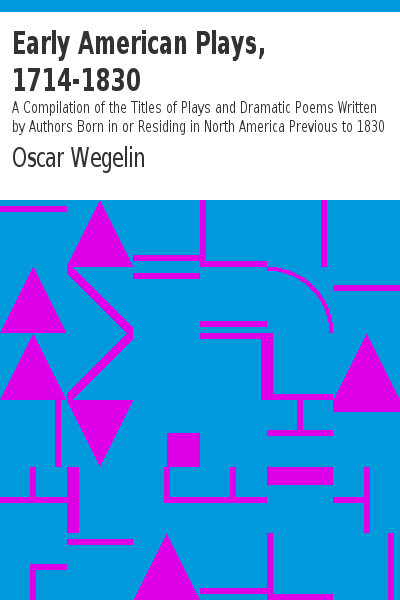 Early American Plays,
1714-1830
A Compilation of the Titles of Plays and Dramatic Poems Written
by Authors Born in or Residing in North America Previous to 1830
Oscar Wegelin